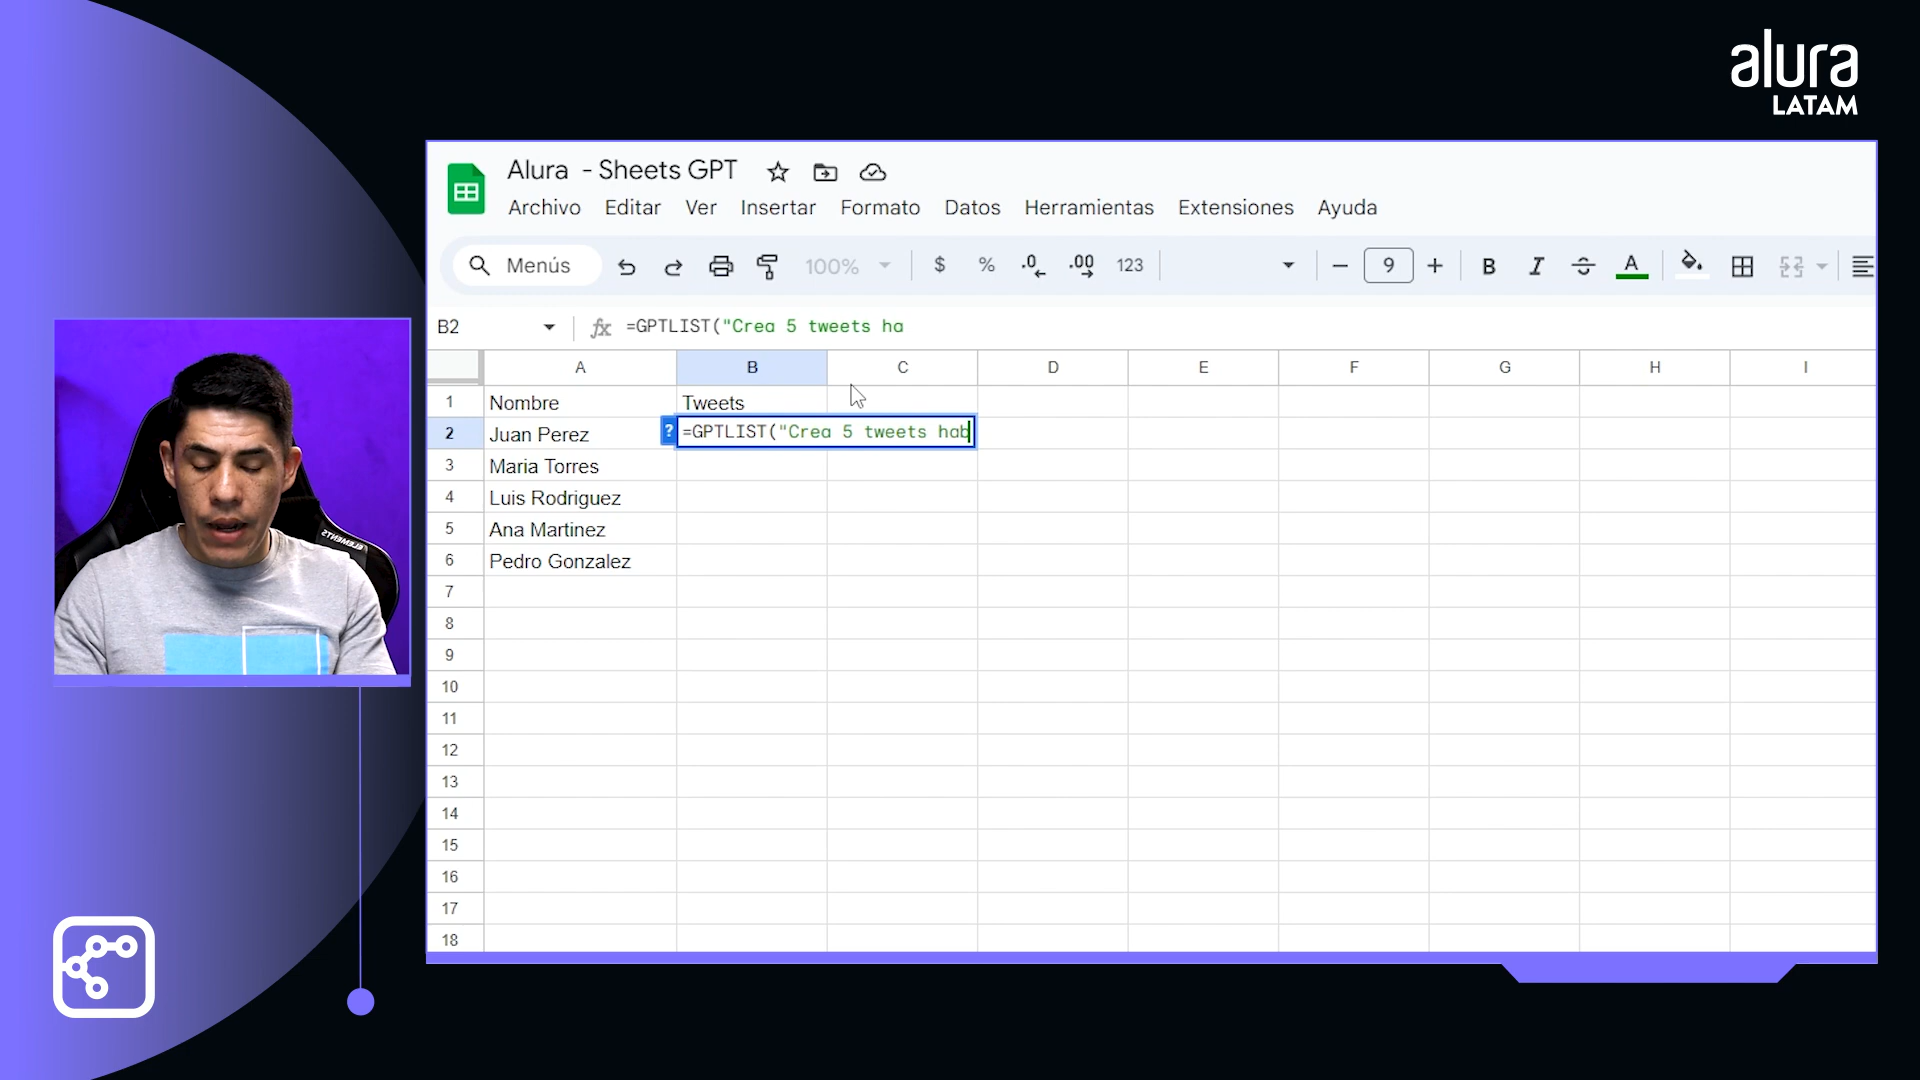 alura
LATAM
Alura - Sheets GPT
Archivo Editar Ver Insertar Formato Datos Herramientas Extensiones Ayuda
Menús 100% $ % .0 .00 123 9 B I A
B2 fx =GPTLIST("Crea 5 tweets ha
A B C D E F G H I
1 Nombre Tweets
2 Juan Perez ? =GPTLIST("Crea 5 tweets hab
3 Maria Torres
4 Luis Rodriguez
5 Ana Martinez
6 Pedro Gonzalez
7
8
9
10
11
12
13
14
15
16
17
18
ELEMENTS